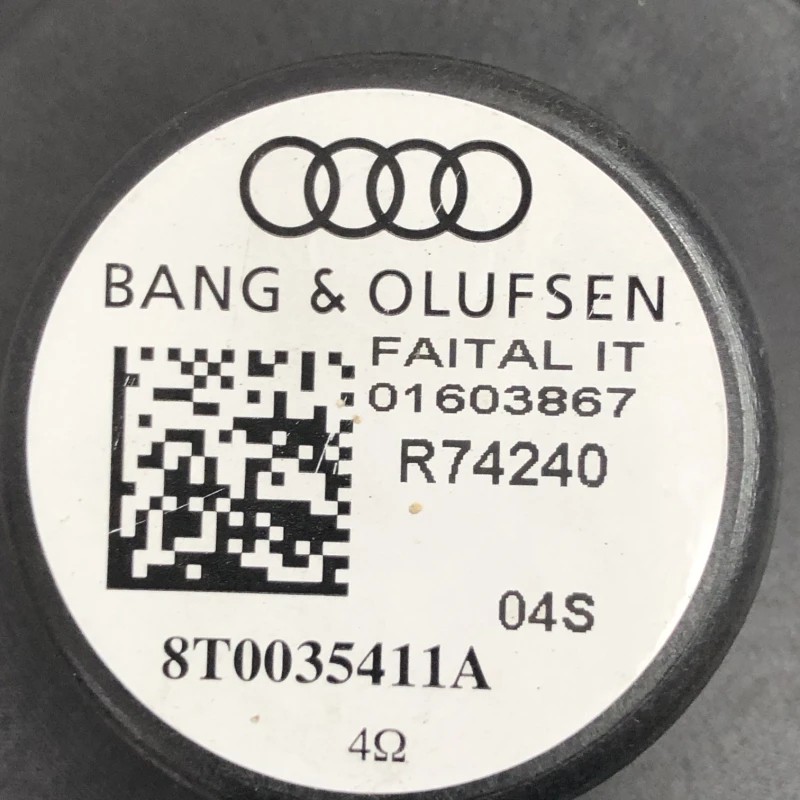 BANG & OLUFSEN
FAITAL IT
01603867
R74240
04S
8T0035411A
4Ω